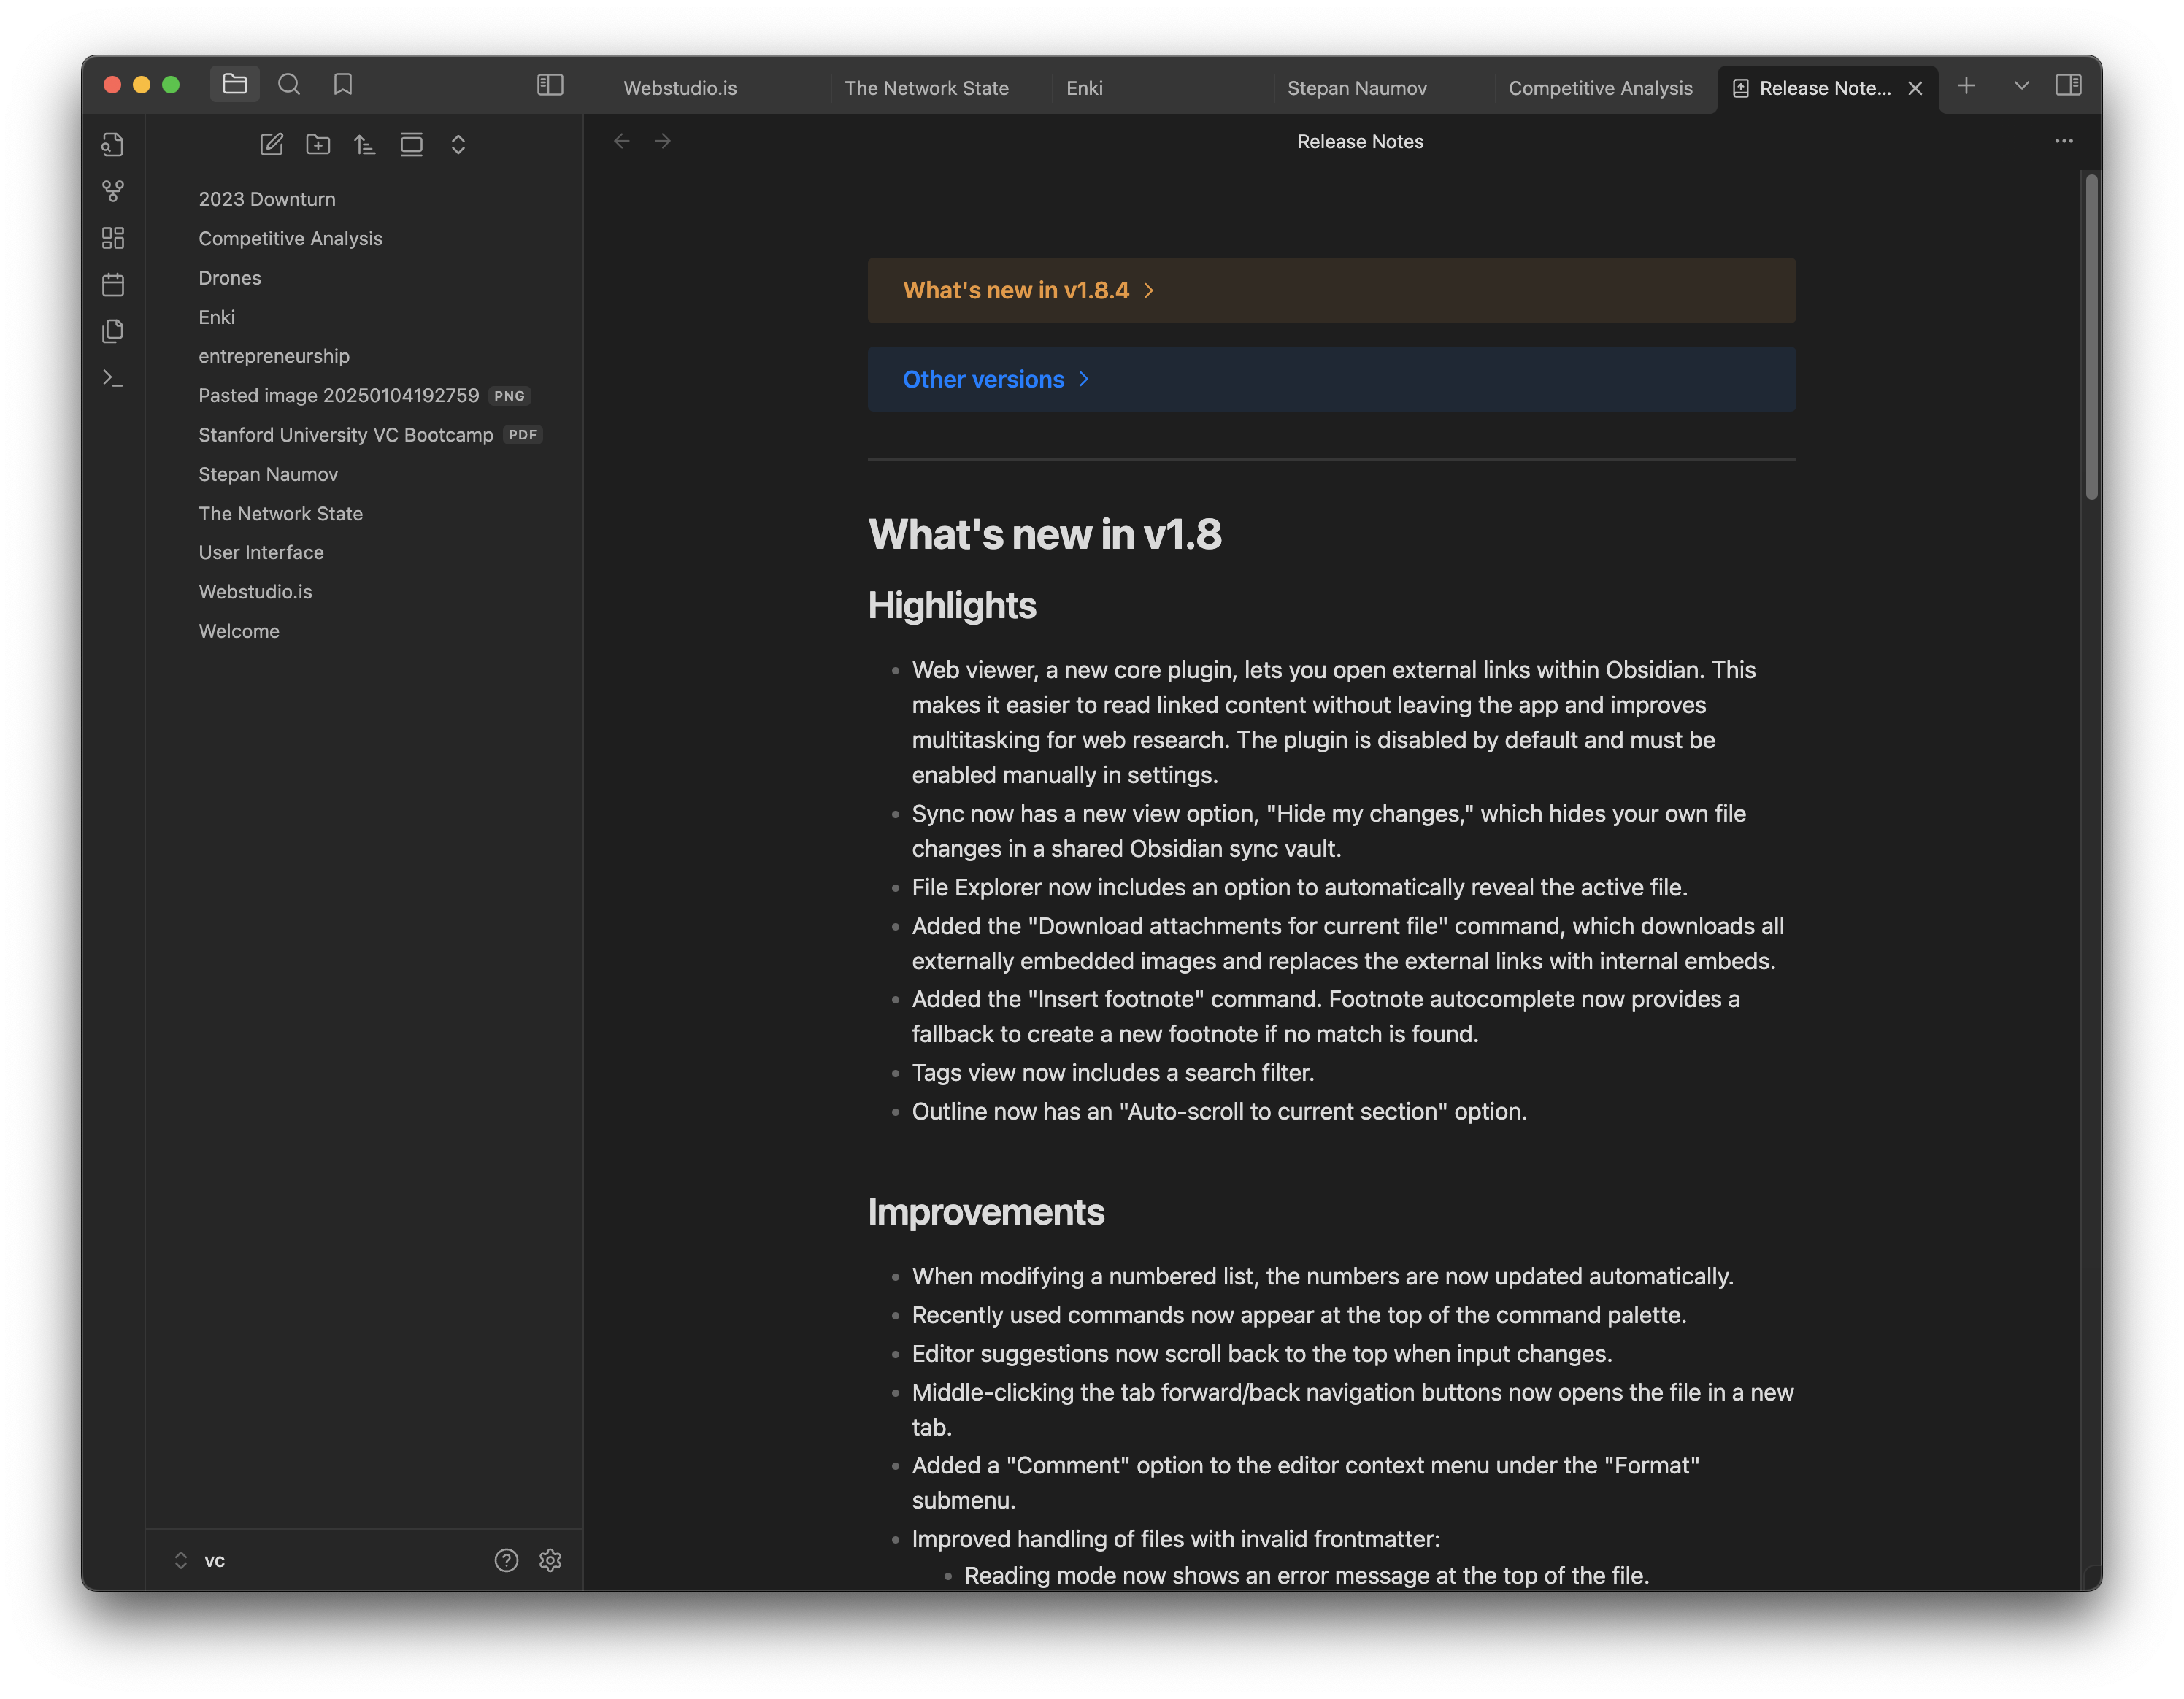 Webstudio.is
The Network State
Enki
Stepan Naumov
Competitive Analysis
Release Note...
Release Notes
2023 Downturn
Competitive Analysis
Drones
Enki
entrepreneurship
Pasted image 20250104192759 PNG
Stanford University VC Bootcamp PDF
Stepan Naumov
The Network State
User Interface
Webstudio.is
Welcome
vc
What's new in v1.8.4
Other versions
What's new in v1.8
Highlights
Web viewer, a new core plugin, lets you open external links within Obsidian. This
makes it easier to read linked content without leaving the app and improves
multitasking for web research. The plugin is disabled by default and must be
enabled manually in settings.
Sync now has a new view option, "Hide my changes," which hides your own file
changes in a shared Obsidian sync vault.
File Explorer now includes an option to automatically reveal the active file.
Added the "Download attachments for current file" command, which downloads all
externally embedded images and replaces the external links with internal embeds.
Added the "Insert footnote" command. Footnote autocomplete now provides a
fallback to create a new footnote if no match is found.
Tags view now includes a search filter.
Outline now has an "Auto-scroll to current section" option.
Improvements
When modifying a numbered list, the numbers are now updated automatically.
Recently used commands now appear at the top of the command palette.
Editor suggestions now scroll back to the top when input changes.
Middle-clicking the tab forward/back navigation buttons now opens the file in a new
tab.
Added a "Comment" option to the editor context menu under the "Format"
submenu.
Improved handling of files with invalid frontmatter:
Reading mode now shows an error message at the top of the file.